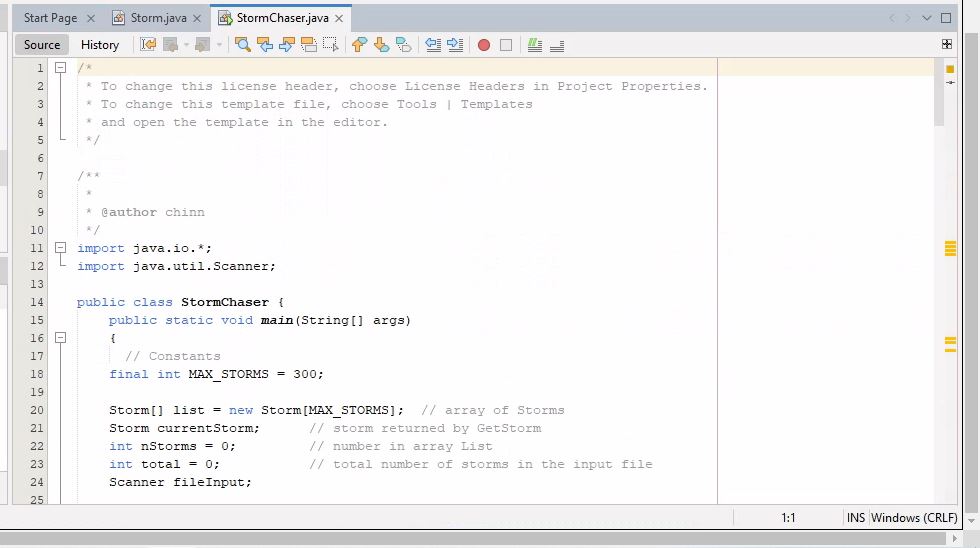 Start Page Storm.java StormChaser.java
Source History
1 /*
2 * To change this license header, choose License Headers in Project Properties.
3 * To change this template file, choose Tools | Templates
4 * and open the template in the editor.
5 */
6
7 /**
8 *
9 * @author chinn
10 */
11 import java.io.*;
12 import java.util.Scanner;
13
14 public class StormChaser {
15 public static void main(String[] args)
16 {
17 // Constants
18 final int MAX_STORMS = 300;
19
20 Storm[] list = new Storm[MAX_STORMS]; // array of Storms
21 Storm currentStorm; // storm returned by GetStorm
22 int nStorms = 0; // number in array List
23 int total = 0; // total number of storms in the input file
24 Scanner fileInput;
25
1:1 INS Windows (CRLF)